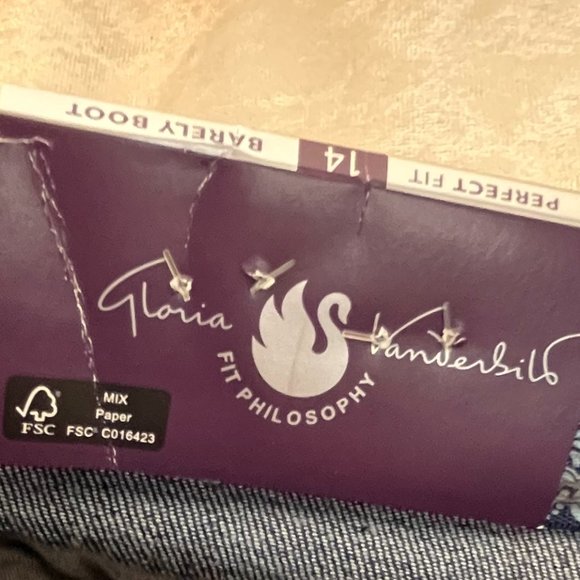 BARELY BOOT
14
PERFECT FIT
Gloria Vanderbilt
FIT PHILOSOPHY
FSC
MIX
Paper
FSC® C016423